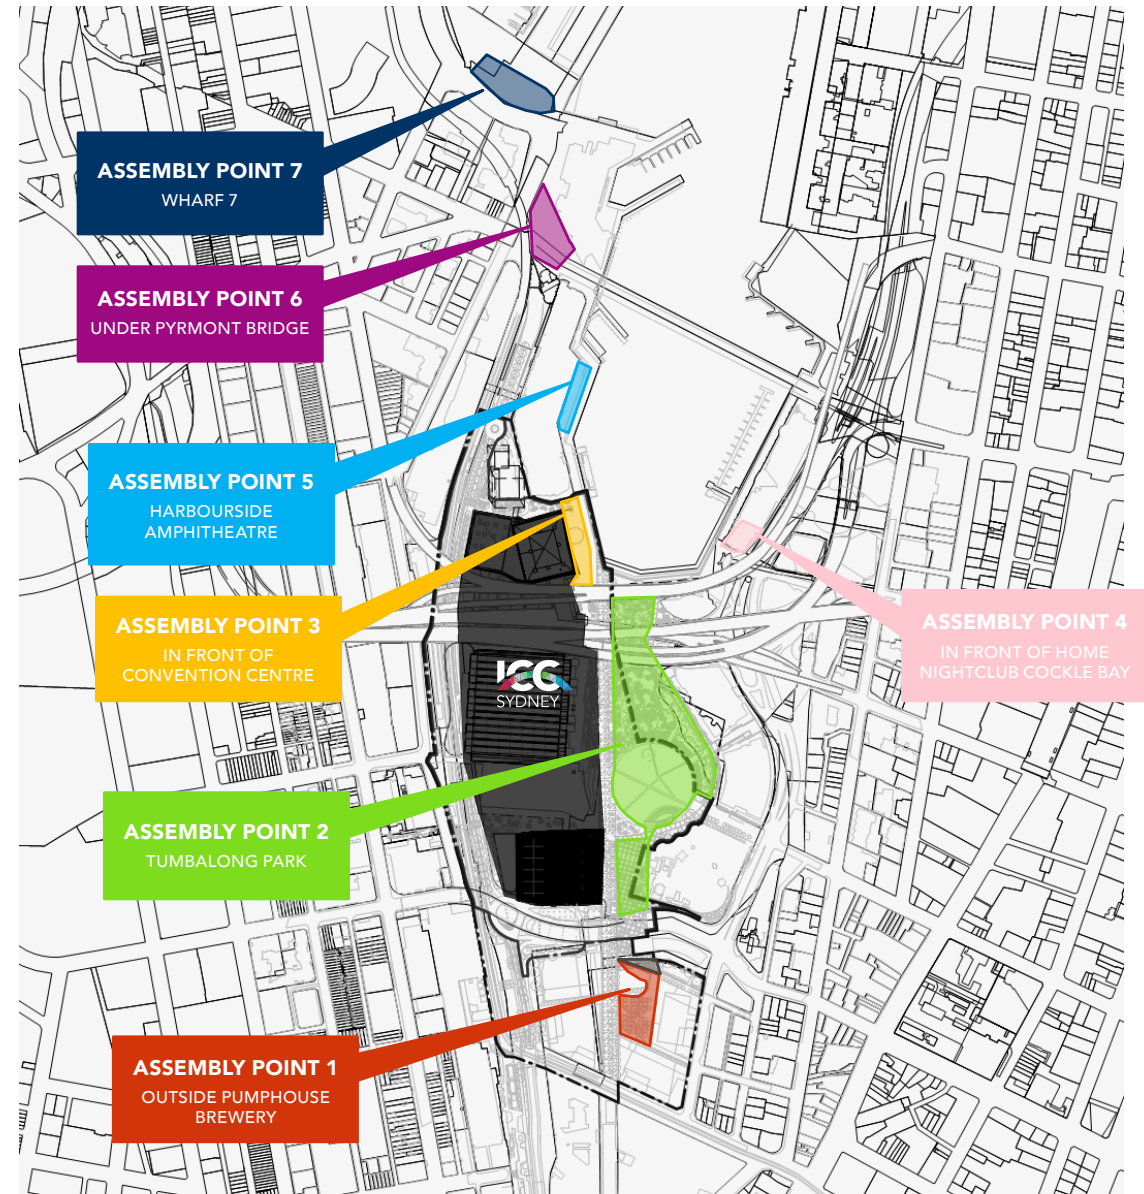 ASSEMBLY POINT 7
WHARF 7
ASSEMBLY POINT 6
UNDER PYRMONT BRIDGE
ASSEMBLY POINT 5
HARBOURSIDE
AMPHITHEATRE
ASSEMBLY POINT 3
IN FRONT OF
CONVENTION CENTRE
ASSEMBLY POINT 4
IN FRONT OF HOME
NIGHTCLUB COCKLE BAY
ICC
SYDNEY
ASSEMBLY POINT 2
TUMBALONG PARK
ASSEMBLY POINT 1
OUTSIDE PUMPHOUSE
BREWERY